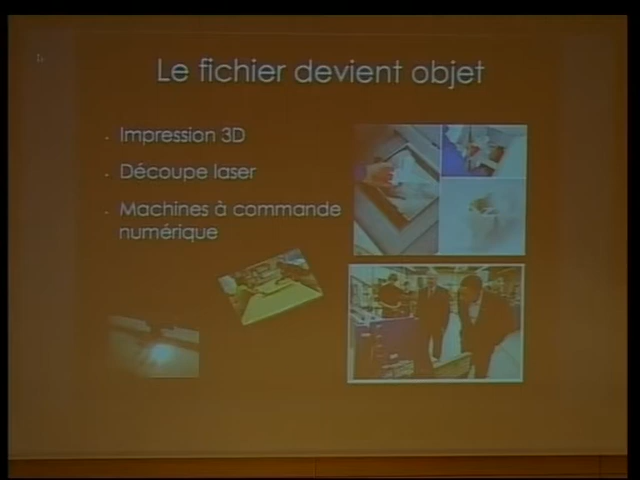 Le fichier devient objet
Impression 3D
Découpe laser
Machines à commande
numérique